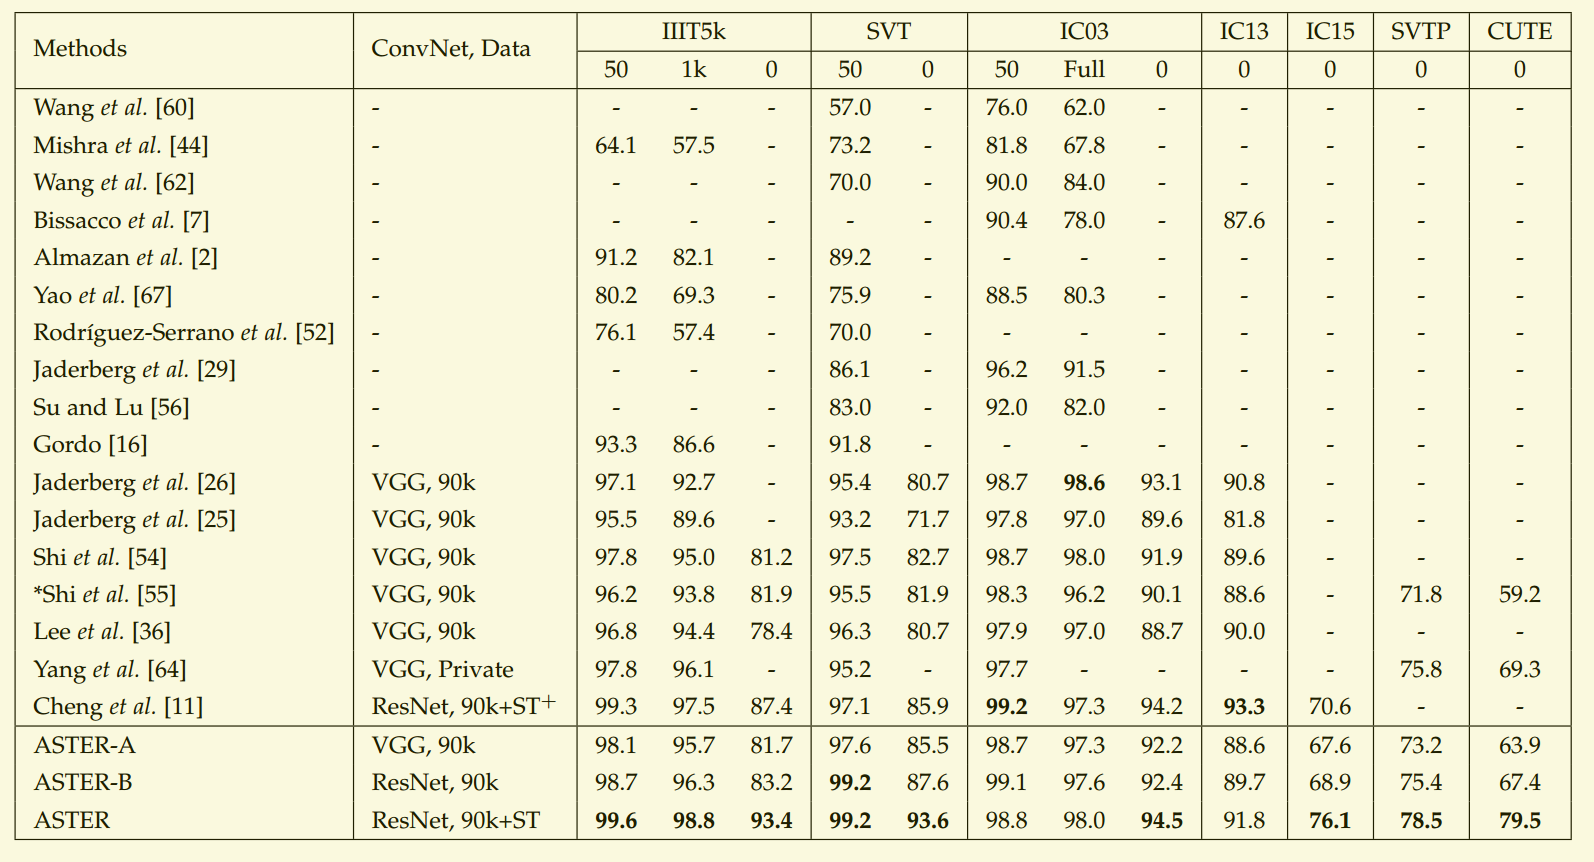 Methods ConvNet, Data IIIT5k SVT IC03 IC13 IC15 SVTP CUTE
50 1k 0 50 0 50 Full 0 0 0 0 0
Wang et al. [60] - - - - 57.0 - 76.0 62.0 - - - - -
Mishra et al. [44] - 64.1 57.5 - 73.2 - 81.8 67.8 - - - - -
Wang et al. [62] - - - - 70.0 - 90.0 84.0 - - - - -
Bissacco et al. [7] - - - - - - 90.4 78.0 - 87.6 - - -
Almazan et al. [2] - 91.2 82.1 - 89.2 - - - - - - - -
Yao et al. [67] - 80.2 69.3 - 75.9 - 88.5 80.3 - - - - -
Rodríguez-Serrano et al. [52] - 76.1 57.4 - 70.0 - - - - - - - -
Jaderberg et al. [29] - - - - 86.1 - 96.2 91.5 - - - - -
Su and Lu [56] - - - - 83.0 - 92.0 82.0 - - - - -
Gordo [16] - 93.3 86.6 - 91.8 - - - - - - - -
Jaderberg et al. [26] VGG, 90k 97.1 92.7 - 95.4 80.7 98.7 98.6 93.1 90.8 - - -
Jaderberg et al. [25] VGG, 90k 95.5 89.6 - 93.2 71.7 97.8 97.0 89.6 81.8 - - -
Shi et al. [54] VGG, 90k 97.8 95.0 81.2 97.5 82.7 98.7 98.0 91.9 89.6 - - -
*Shi et al. [55] VGG, 90k 96.2 93.8 81.9 95.5 81.9 98.3 96.2 90.1 88.6 - 71.8 59.2
Lee et al. [36] VGG, 90k 96.8 94.4 78.4 96.3 80.7 97.9 97.0 88.7 90.0 - - -
Yang et al. [64] VGG, Private 97.8 96.1 - 95.2 - 97.7 - - - - 75.8 69.3
Cheng et al. [11] ResNet, 90k+ST+ 99.3 97.5 87.4 97.1 85.9 99.2 97.3 94.2 93.3 70.6 - -
ASTER-A VGG, 90k 98.1 95.7 81.7 97.6 85.5 98.7 97.3 92.2 88.6 67.6 73.2 63.9
ASTER-B ResNet, 90k 98.7 96.3 83.2 99.2 87.6 99.1 97.6 92.4 89.7 68.9 75.4 67.4
ASTER ResNet, 90k+ST 99.6 98.8 93.4 99.2 93.6 98.8 98.0 94.5 91.8 76.1 78.5 79.5